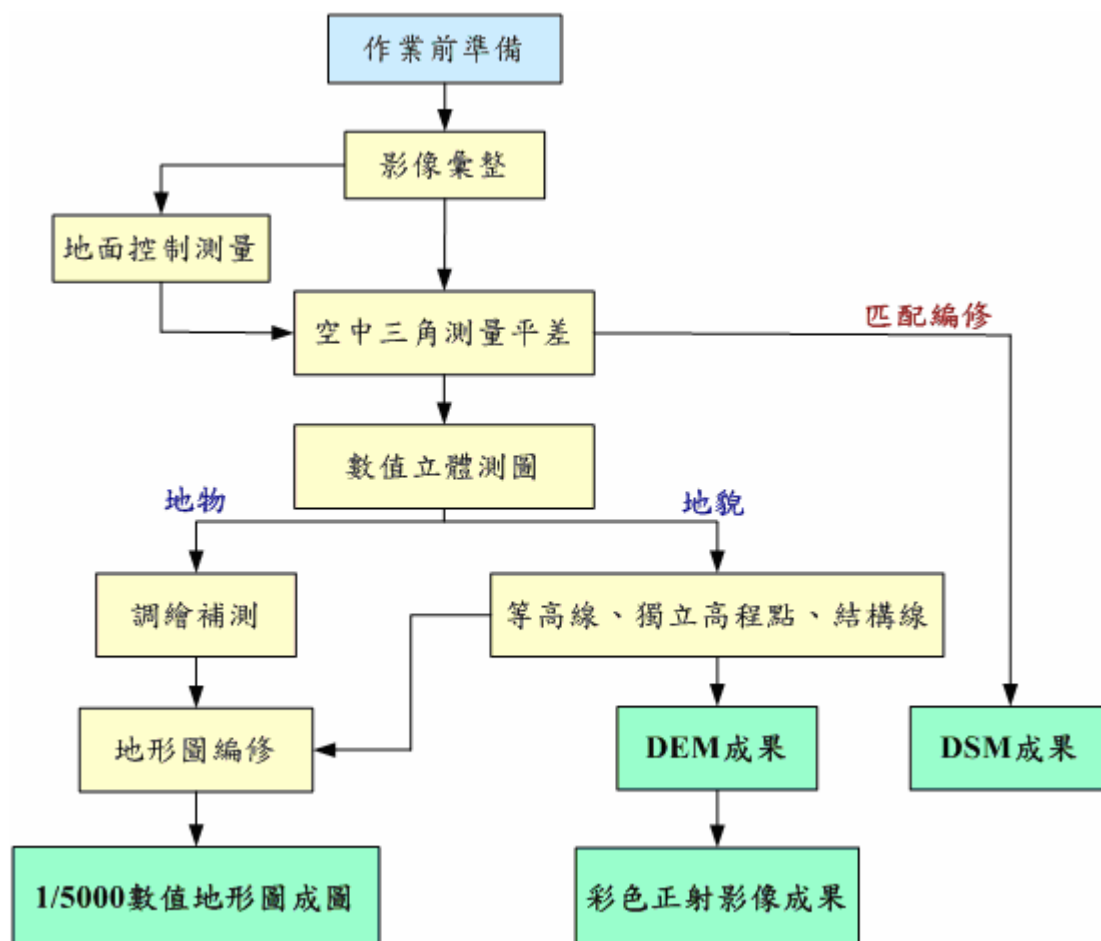 作業前準備
影像彙整
地面控制測量
空中三角測量平差
匹配編修
數值立體測圖
地物
地貌
調繪補測
等高線、獨立高程點、結構線
地形圖編修
DEM成果
DSM成果
1/5000數值地形圖成圖
彩色正射影像成果